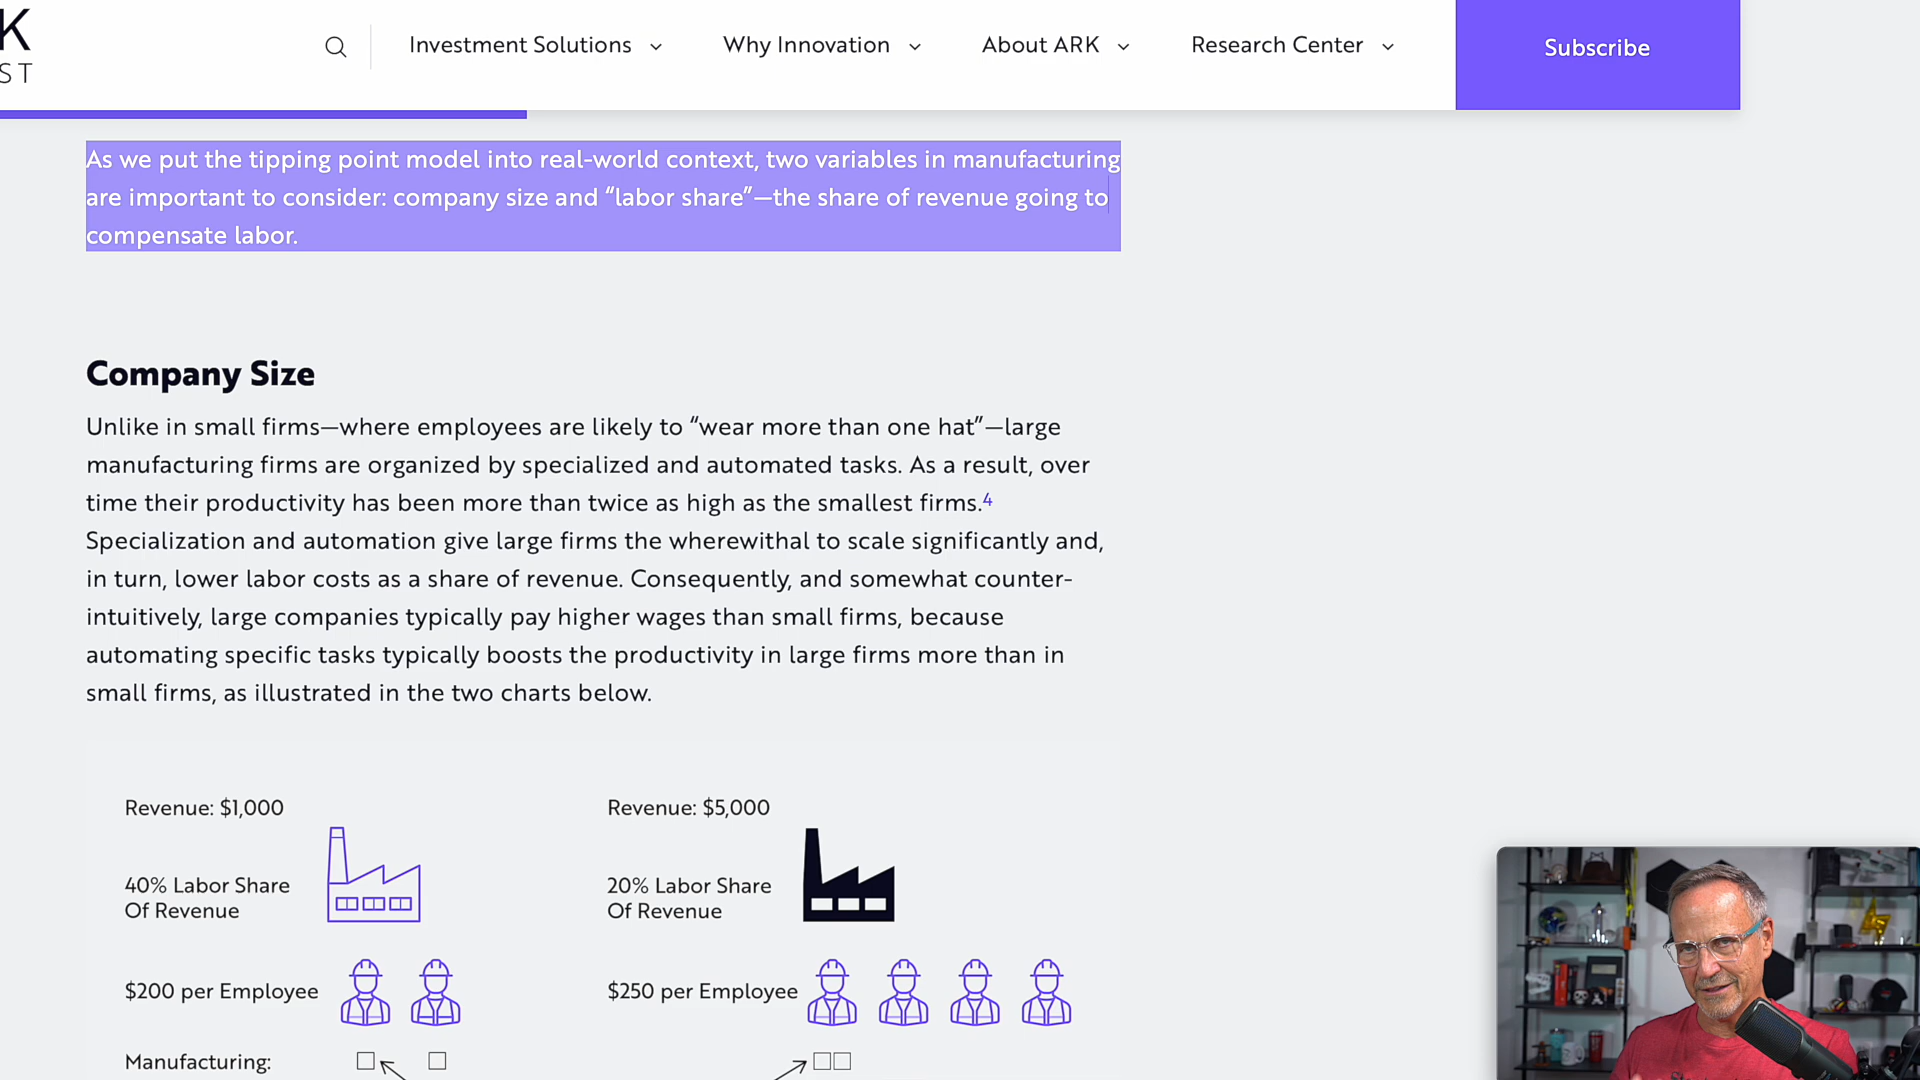 K
ST
Investment Solutions
Why Innovation
About ARK
Research Center
Subscribe
As we put the tipping point model into real-world context, two variables in manufacturing
are important to consider: company size and “labor share”—the share of revenue going to
compensate labor.
Company Size
Unlike in small firms—where employees are likely to “wear more than one hat”—large
manufacturing firms are organized by specialized and automated tasks. As a result, over
time their productivity has been more than twice as high as the smallest firms.4
Specialization and automation give large firms the wherewithal to scale significantly and,
in turn, lower labor costs as a share of revenue. Consequently, and somewhat counter-
intuitively, large companies typically pay higher wages than small firms, because
automating specific tasks typically boosts the productivity in large firms more than in
small firms, as illustrated in the two charts below.
Revenue: $1,000
40% Labor Share
Of Revenue
$200 per Employee
Manufacturing:
Revenue: $5,000
20% Labor Share
Of Revenue
$250 per Employee